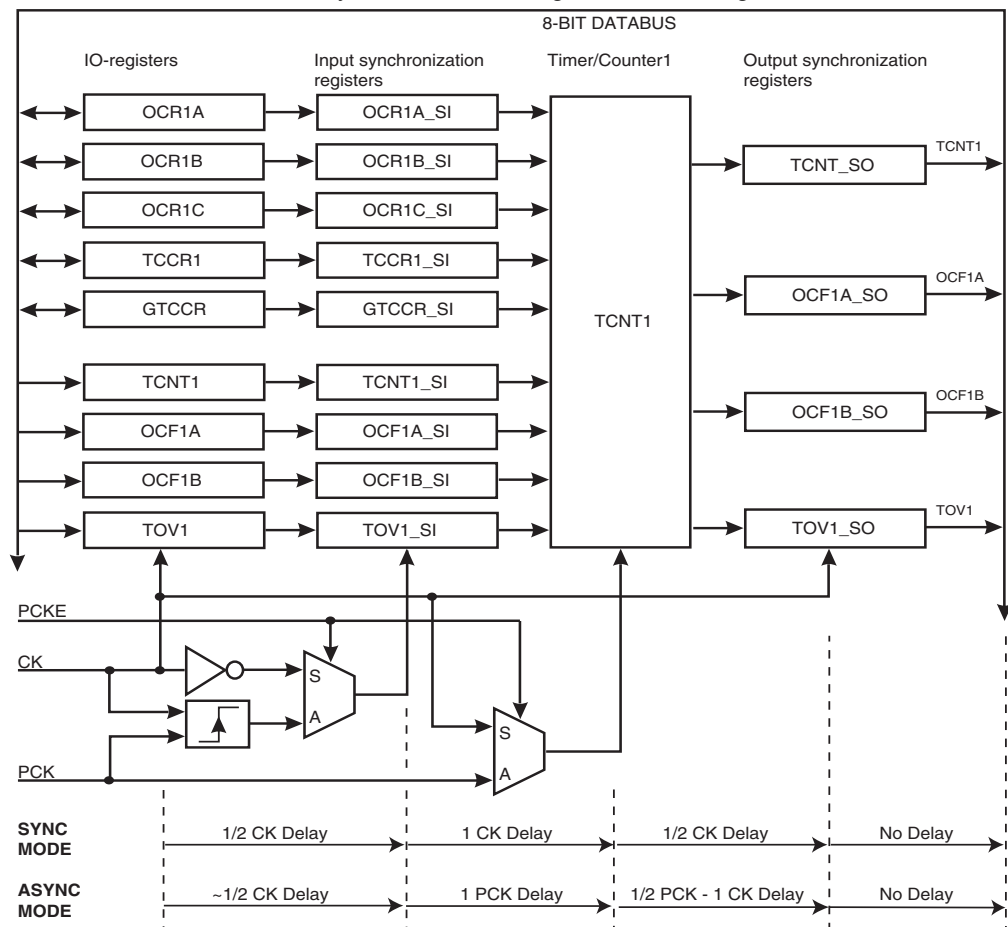 8-BIT DATABUS
IO-registers
Input synchronization
registers
Timer/Counter1
Output synchronization
registers
OCR1A
OCR1A_SI
OCR1B
OCR1B_SI
OCR1C
OCR1C_SI
TCCR1
TCCR1_SI
GTCCR
GTCCR_SI
TCNT1
TCNT1_SI
OCF1A
OCF1A_SI
OCF1B
OCF1B_SI
TOV1
TOV1_SI
TCNT1
TCNT_SO
TCNT1
OCF1A_SO
OCF1A
OCF1B_SO
OCF1B
TOV1_SO
TOV1
PCKE
CK
S
A
S
A
PCK
SYNC
MODE
1/2 CK Delay
1 CK Delay
1/2 CK Delay
No Delay
ASYNC
MODE
~1/2 CK Delay
1 PCK Delay
1/2 PCK - 1 CK Delay
No Delay